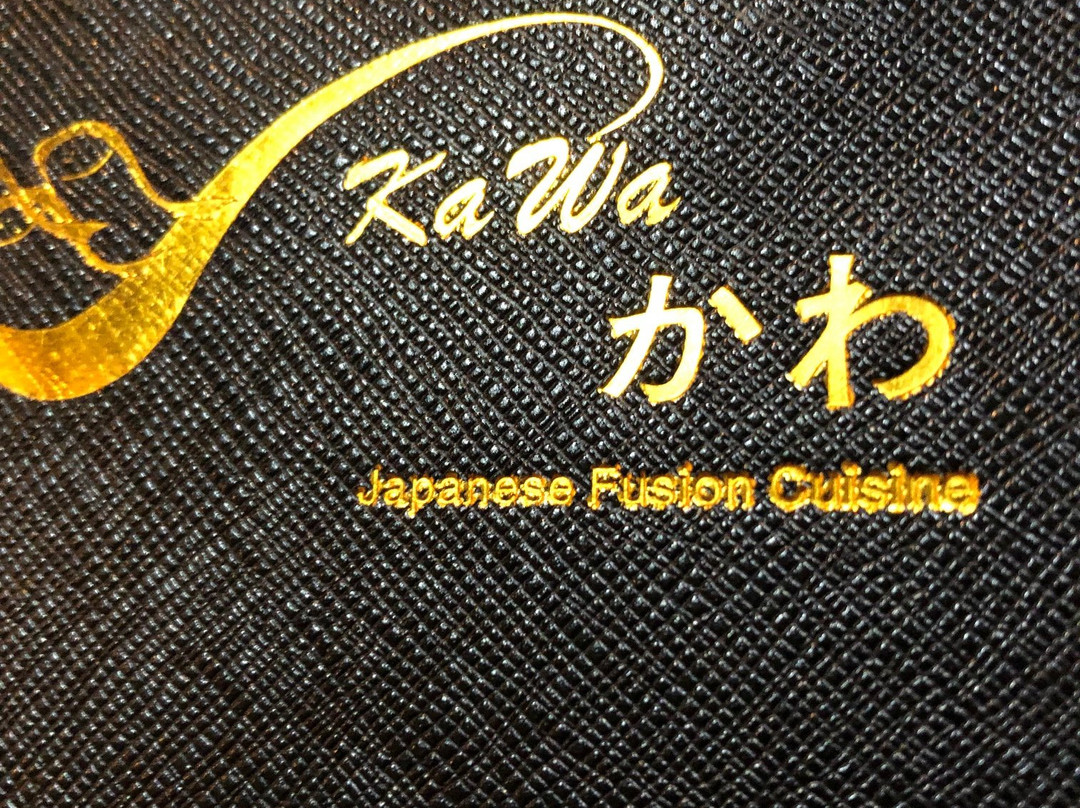 KaWa
かわ
Japanese Fusion Cuisine